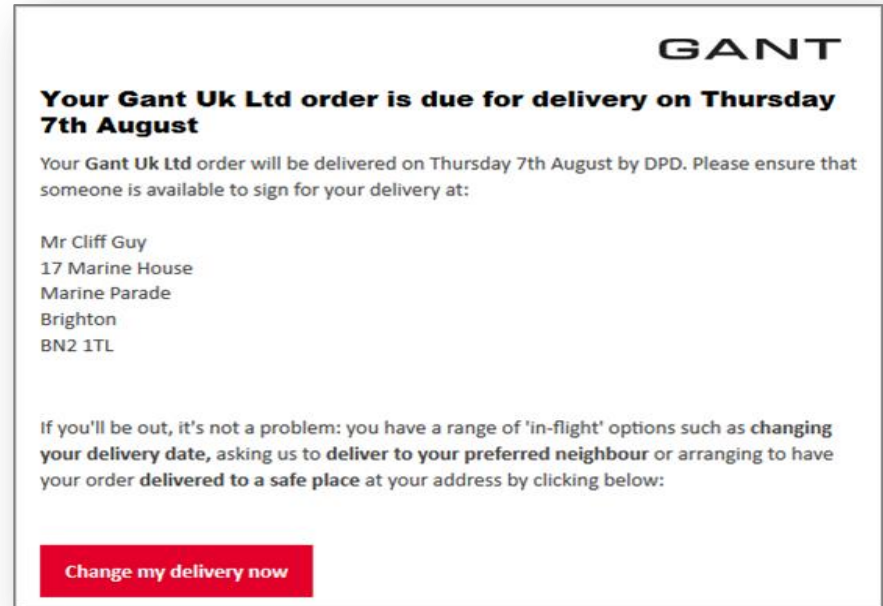 GANT
Your Gant Uk Ltd order is due for delivery on Thursday
7th August
Your Gant Uk Ltd order will be delivered on Thursday 7th August by DPD. Please ensure that
someone is available to sign for your delivery at:
Mr Cliff Guy
17 Marine House
Marine Parade
Brighton
BN2 1TL
If you'll be out, it's not a problem: you have a range of 'in-flight' options such as changing
your delivery date, asking us to deliver to your preferred neighbour or arranging to have
your order delivered to a safe place at your address by clicking below:
Change my delivery now